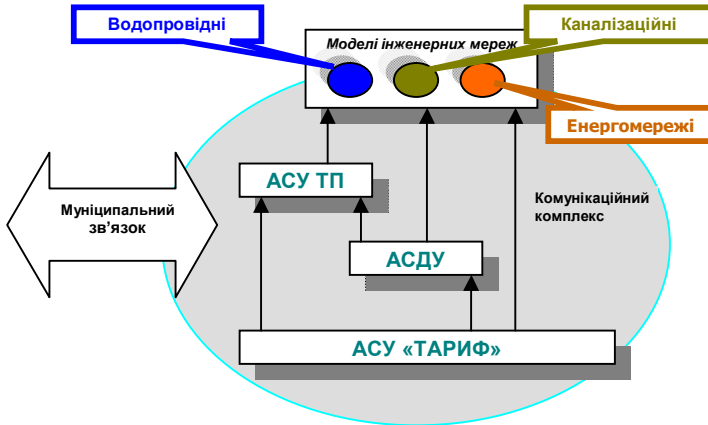 Водопровідні
Каналізаційні
Моделі інженерних мереж
Енергомережі
АСУ ТП
Комунікаційний
комплекс
Муніципальний
зв’язок
АСДУ
АСУ «ТАРИФ»